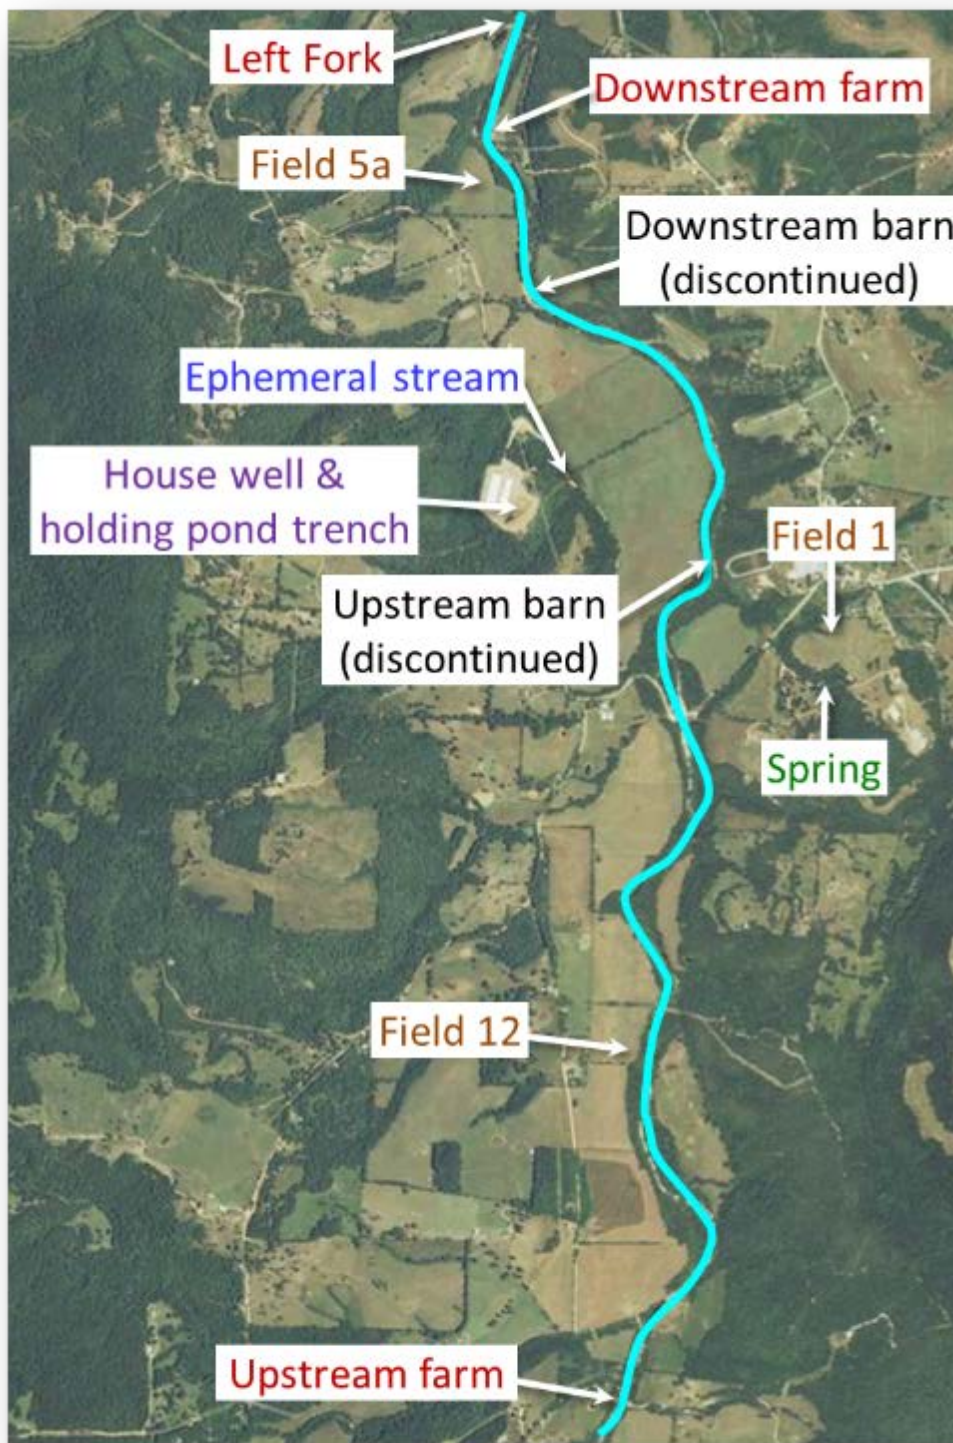 Left Fork
Downstream farm
Field 5a
Downstream barn
(discontinued)
Ephemeral stream
House well &
holding pond trench
Field 1
Upstream barn
(discontinued)
Spring
Field 12
Upstream farm